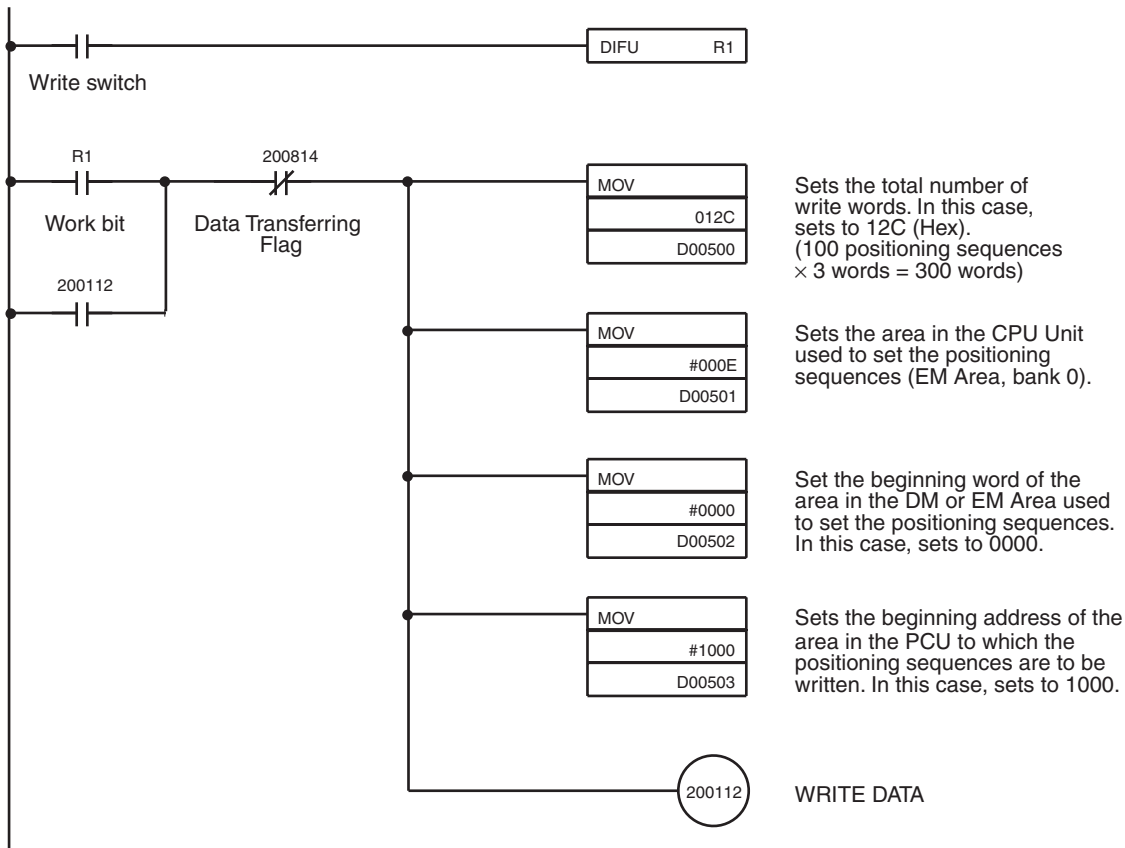 DIFU R1
Write switch
R1
200814
Work bit
Data Transferring
Flag
200112
MOV
012C
D00500
Sets the total number of
write words. In this case,
sets to 12C (Hex).
(100 positioning sequences
× 3 words = 300 words)
MOV
#000E
D00501
Sets the area in the CPU Unit
used to set the positioning
sequences (EM Area, bank 0).
MOV
#0000
D00502
Set the beginning word of the
area in the DM or EM Area used
to set the positioning sequences.
In this case, sets to 0000.
MOV
#1000
D00503
Sets the beginning address of the
area in the PCU to which the
positioning sequences are to be
written. In this case, sets to 1000.
200112
WRITE DATA